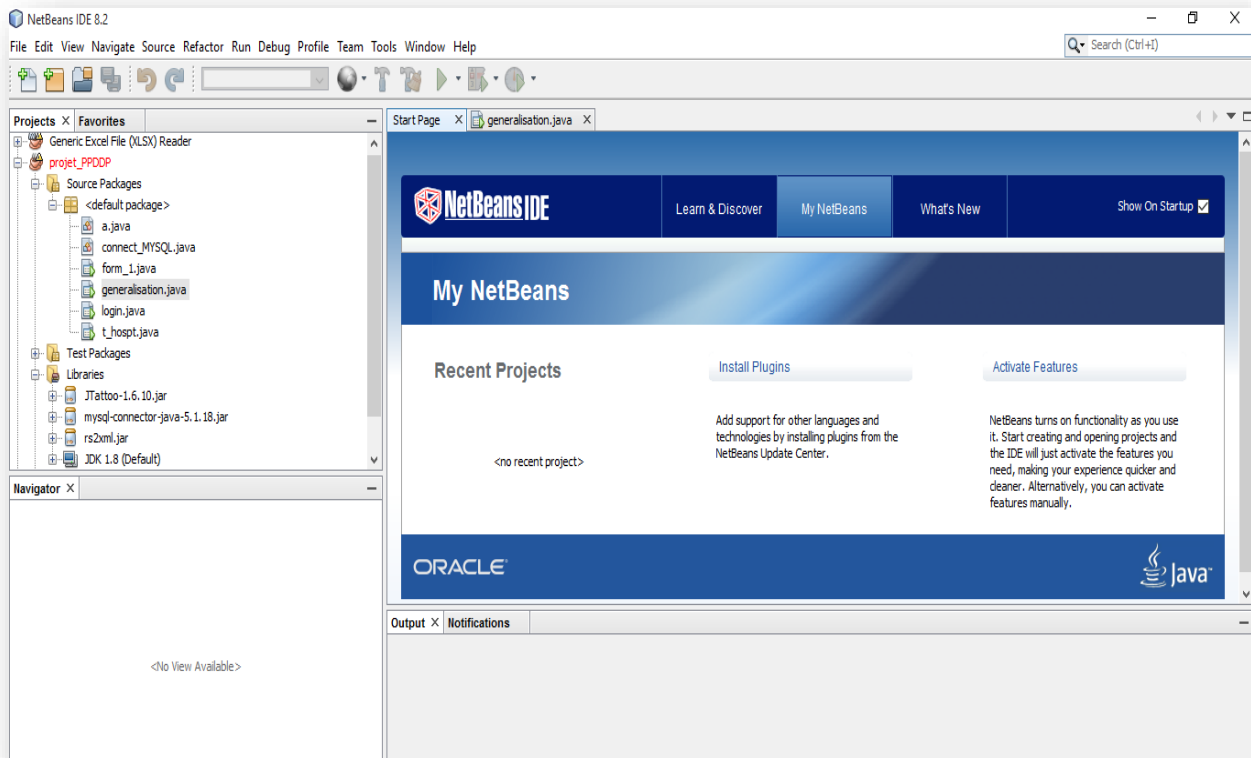 NetBeans IDE 8.2
File Edit View Navigate Source Refactor Run Debug Profile Team Tools Window Help
Search (Ctrl+I)
Projects X Favorites
Generic Excel File (XLSX) Reader
projet_PPDDP
Source Packages
<default package>
a.java
connect_MYSQL.java
form_1.java
generalisation.java
login.java
t_hospt.java
Test Packages
Libraries
JTattoo-1.6.10.jar
mysql-connector-java-5.1.18.jar
rs2xml.jar
JDK 1.8 (Default)
Navigator X
<No View Available>
Start Page X generalisation.java X
NetBeans IDE
Learn & Discover
My NetBeans
What's New
Show On Startup
My NetBeans
Recent Projects
<no recent project>
Install Plugins
Add support for other languages and
technologies by installing plugins from the
NetBeans Update Center.
Activate Features
NetBeans turns on functionality as you use
it. Start creating and opening projects and
the IDE will just activate the features you
need, making your experience quicker and
cleaner. Alternatively, you can activate
features manually.
ORACLE
Java
Output X Notifications